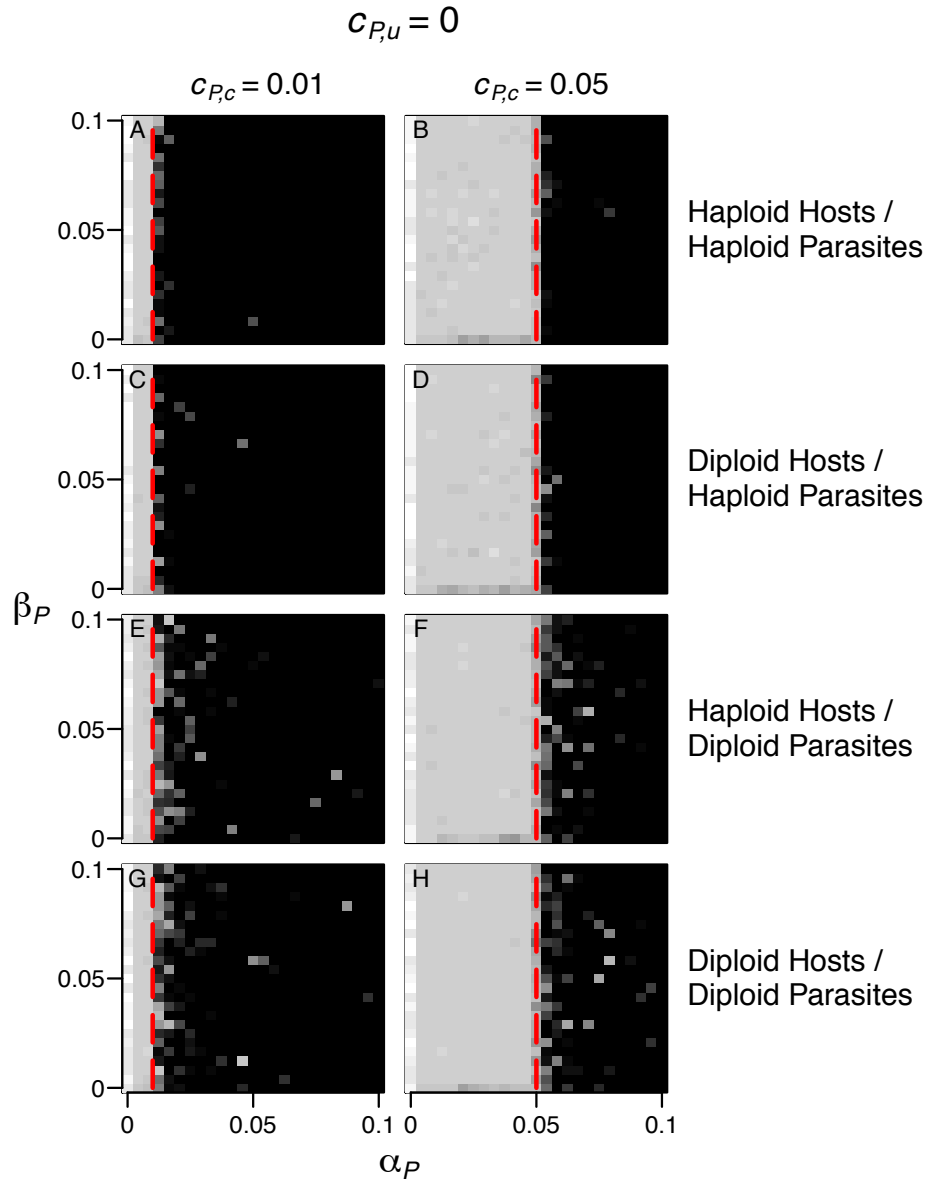 c_{P,u} = 0
c_{P,c} = 0.01
c_{P,c} = 0.05
A
B
0.1
0.05
0
Haploid Hosts /
Haploid Parasites
C
D
0.1
0.05
0
Diploid Hosts /
Haploid Parasites
β_P
E
F
0.1
0.05
0
Haploid Hosts /
Diploid Parasites
G
H
0.1
0.05
0
Diploid Hosts /
Diploid Parasites
0 0.05 0.1
0 0.05 0.1
α_P